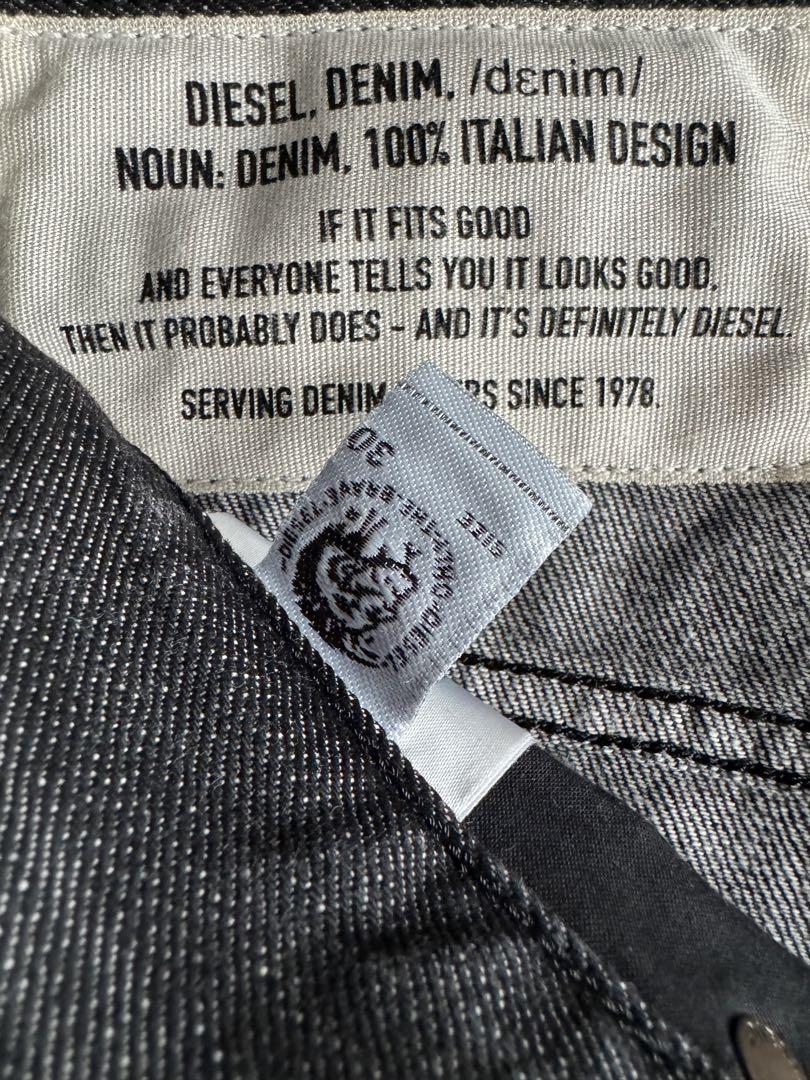 DIESEL, DENIM, /dɛnim/
NOUN: DENIM, 100% ITALIAN DESIGN
IF IT FITS GOOD
AND EVERYONE TELLS YOU IT LOOKS GOOD,
THEN IT PROBABLY DOES - AND IT'S DEFINITELY DIESEL.
SERVING DENIM SINCE 1978.
SIZE
30
DIESEL